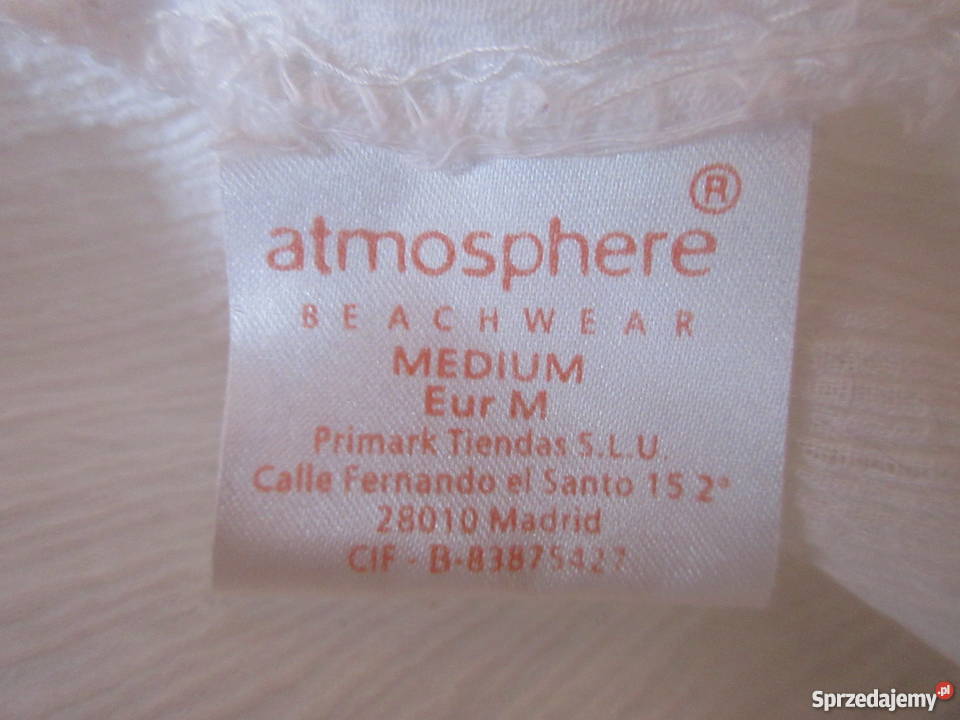 ®
atmosphere
BEACHWEAR
MEDIUM
Eur M
Primark Tiendas S.L.U.
Calle Fernando el Santo 15 2°
28010 Madrid
CIF - B-83875427
Sprzedajemy.pl